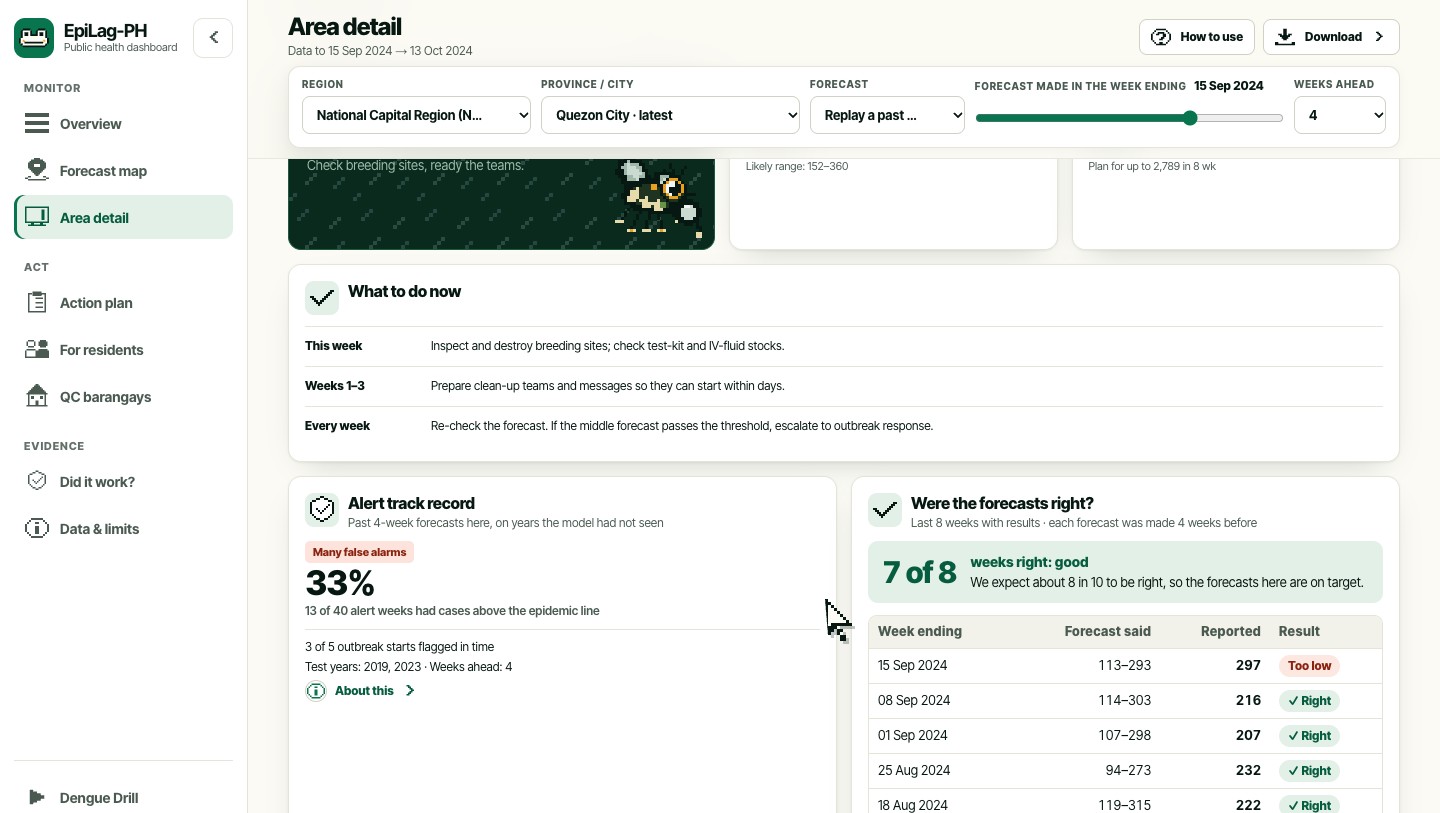 EpiLag-PH
Public health dashboard
MONITOR
Overview
Forecast map
Area detail
ACT
Action plan
For residents
QC barangays
EVIDENCE
Did it work?
Data & limits
Dengue Drill
Area detail
Data to 15 Sep 2024 → 13 Oct 2024
How to use
Download
REGION
National Capital Region (N...
PROVINCE / CITY
Quezon City · latest
FORECAST
Replay a past ...
FORECAST MADE IN THE WEEK ENDING 15 Sep 2024
WEEKS AHEAD
4
Check breeding sites, ready the teams.
Likely range: 152–360
Plan for up to 2,789 in 8 wk
What to do now
This week Inspect and destroy breeding sites; check test-kit and IV-fluid stocks.
Weeks 1–3 Prepare clean-up teams and messages so they can start within days.
Every week Re-check the forecast. If the middle forecast passes the threshold, escalate to outbreak response.
Alert track record
Past 4-week forecasts here, on years the model had not seen
Many false alarms
33%
13 of 40 alert weeks had cases above the epidemic line
3 of 5 outbreak starts flagged in time
Test years: 2019, 2023 · Weeks ahead: 4
About this
Were the forecasts right?
Last 8 weeks with results · each forecast was made 4 weeks before
7 of 8
weeks right: good
We expect about 8 in 10 to be right, so the forecasts here are on target.
Week ending Forecast said Reported Result
15 Sep 2024 113–293 297 Too low
08 Sep 2024 114–303 216 ✓ Right
01 Sep 2024 107–298 207 ✓ Right
25 Aug 2024 94–273 232 ✓ Right
18 Aug 2024 119–315 222 ✓ Right